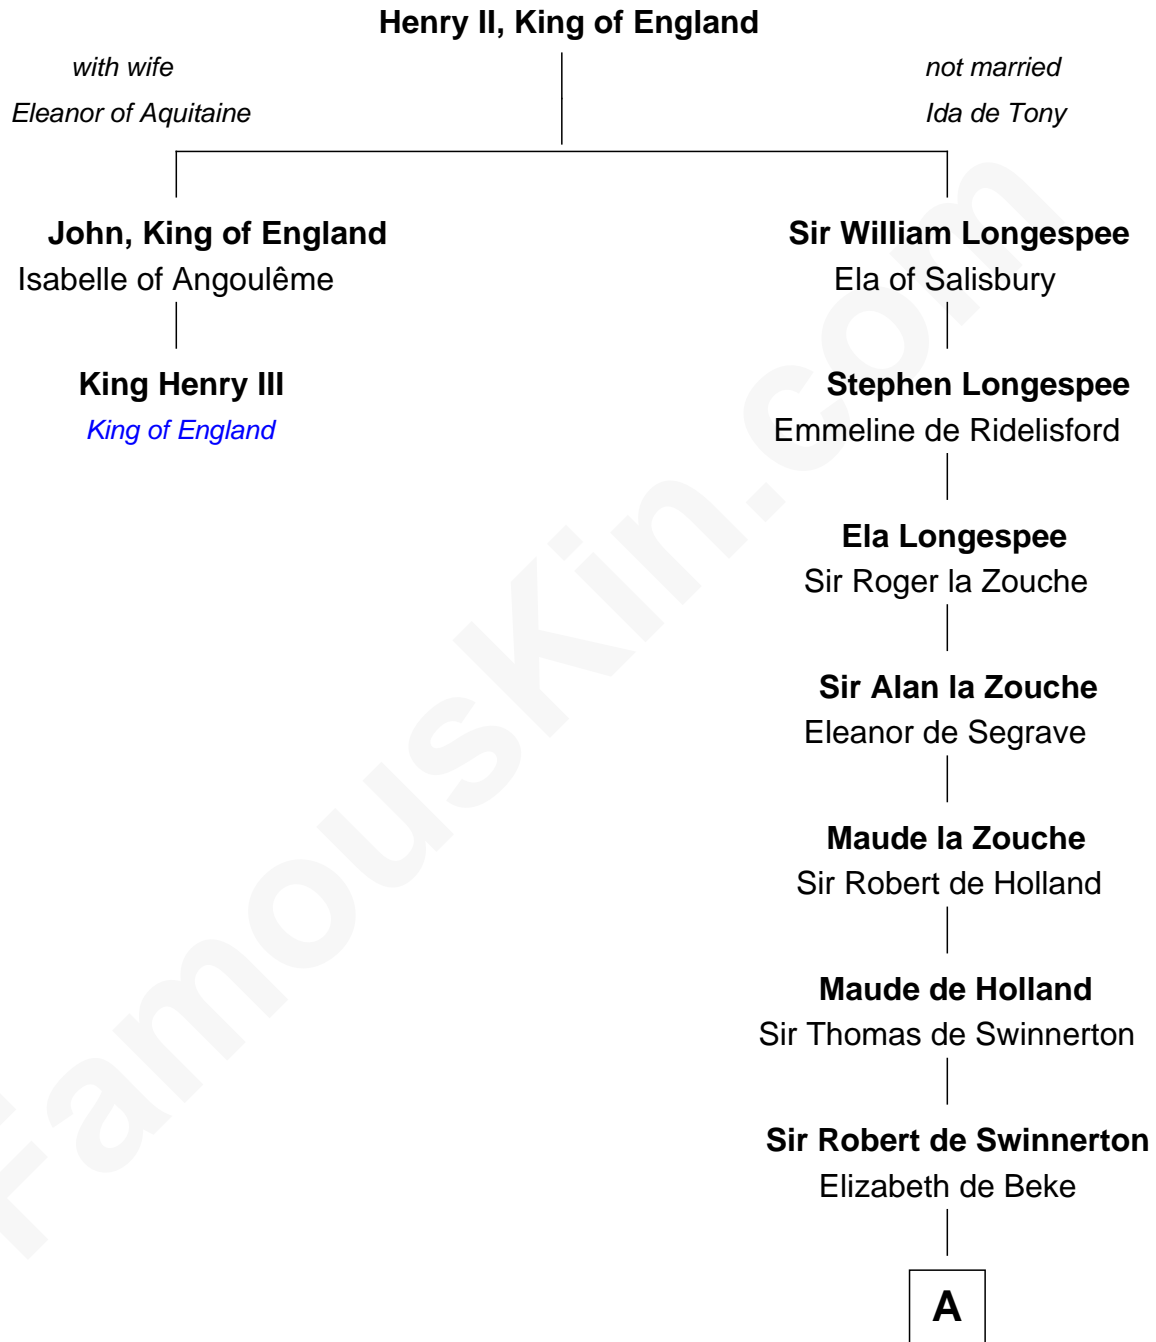 Henry II, King of England
with wife
Eleanor of Aquitaine
not married
Ida de Tony
John, King of England
Isabelle of Angoulême
Sir William Longespee
Ela of Salisbury
King Henry III
King of England
Stephen Longespee
Emmeline de Ridelisford
Ela Longespee
Sir Roger la Zouche
Sir Alan la Zouche
Eleanor de Segrave
Maude la Zouche
Sir Robert de Holland
Maude de Holland
Sir Thomas de Swinnerton
Sir Robert de Swinnerton
Elizabeth de Beke
A
FamousKin.com